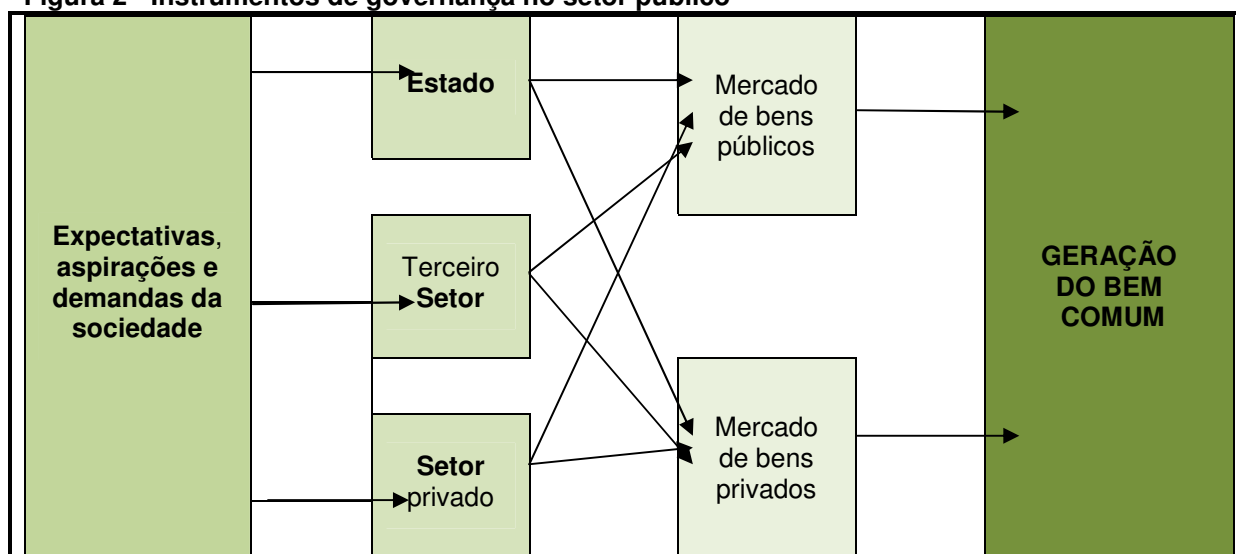 Figura 2 - Instrumentos de governança no setor público
Expectativas,
aspirações e
demandas da
sociedade
Estado
Terceiro
Setor
Setor
privado
Mercado
de bens
públicos
Mercado
de bens
privados
GERAÇÃO
DO BEM
COMUM